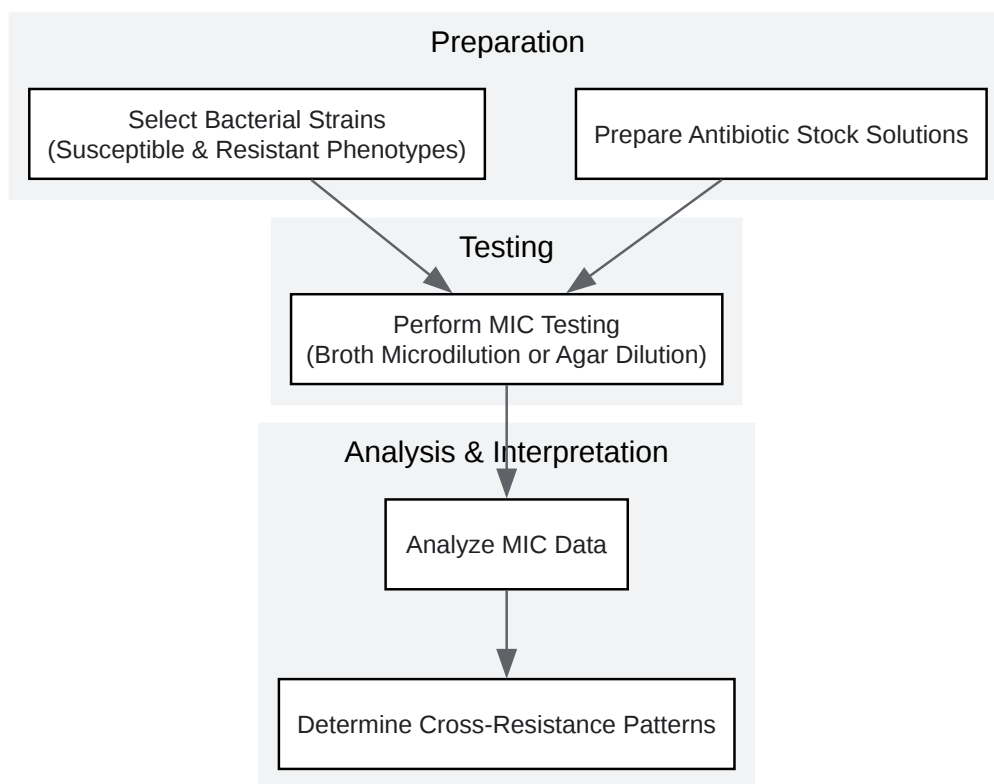 Preparation
Select Bacterial Strains
(Susceptible & Resistant Phenotypes)
Prepare Antibiotic Stock Solutions
Testing
Perform MIC Testing
(Broth Microdilution or Agar Dilution)
Analysis & Interpretation
Analyze MIC Data
Determine Cross-Resistance Patterns